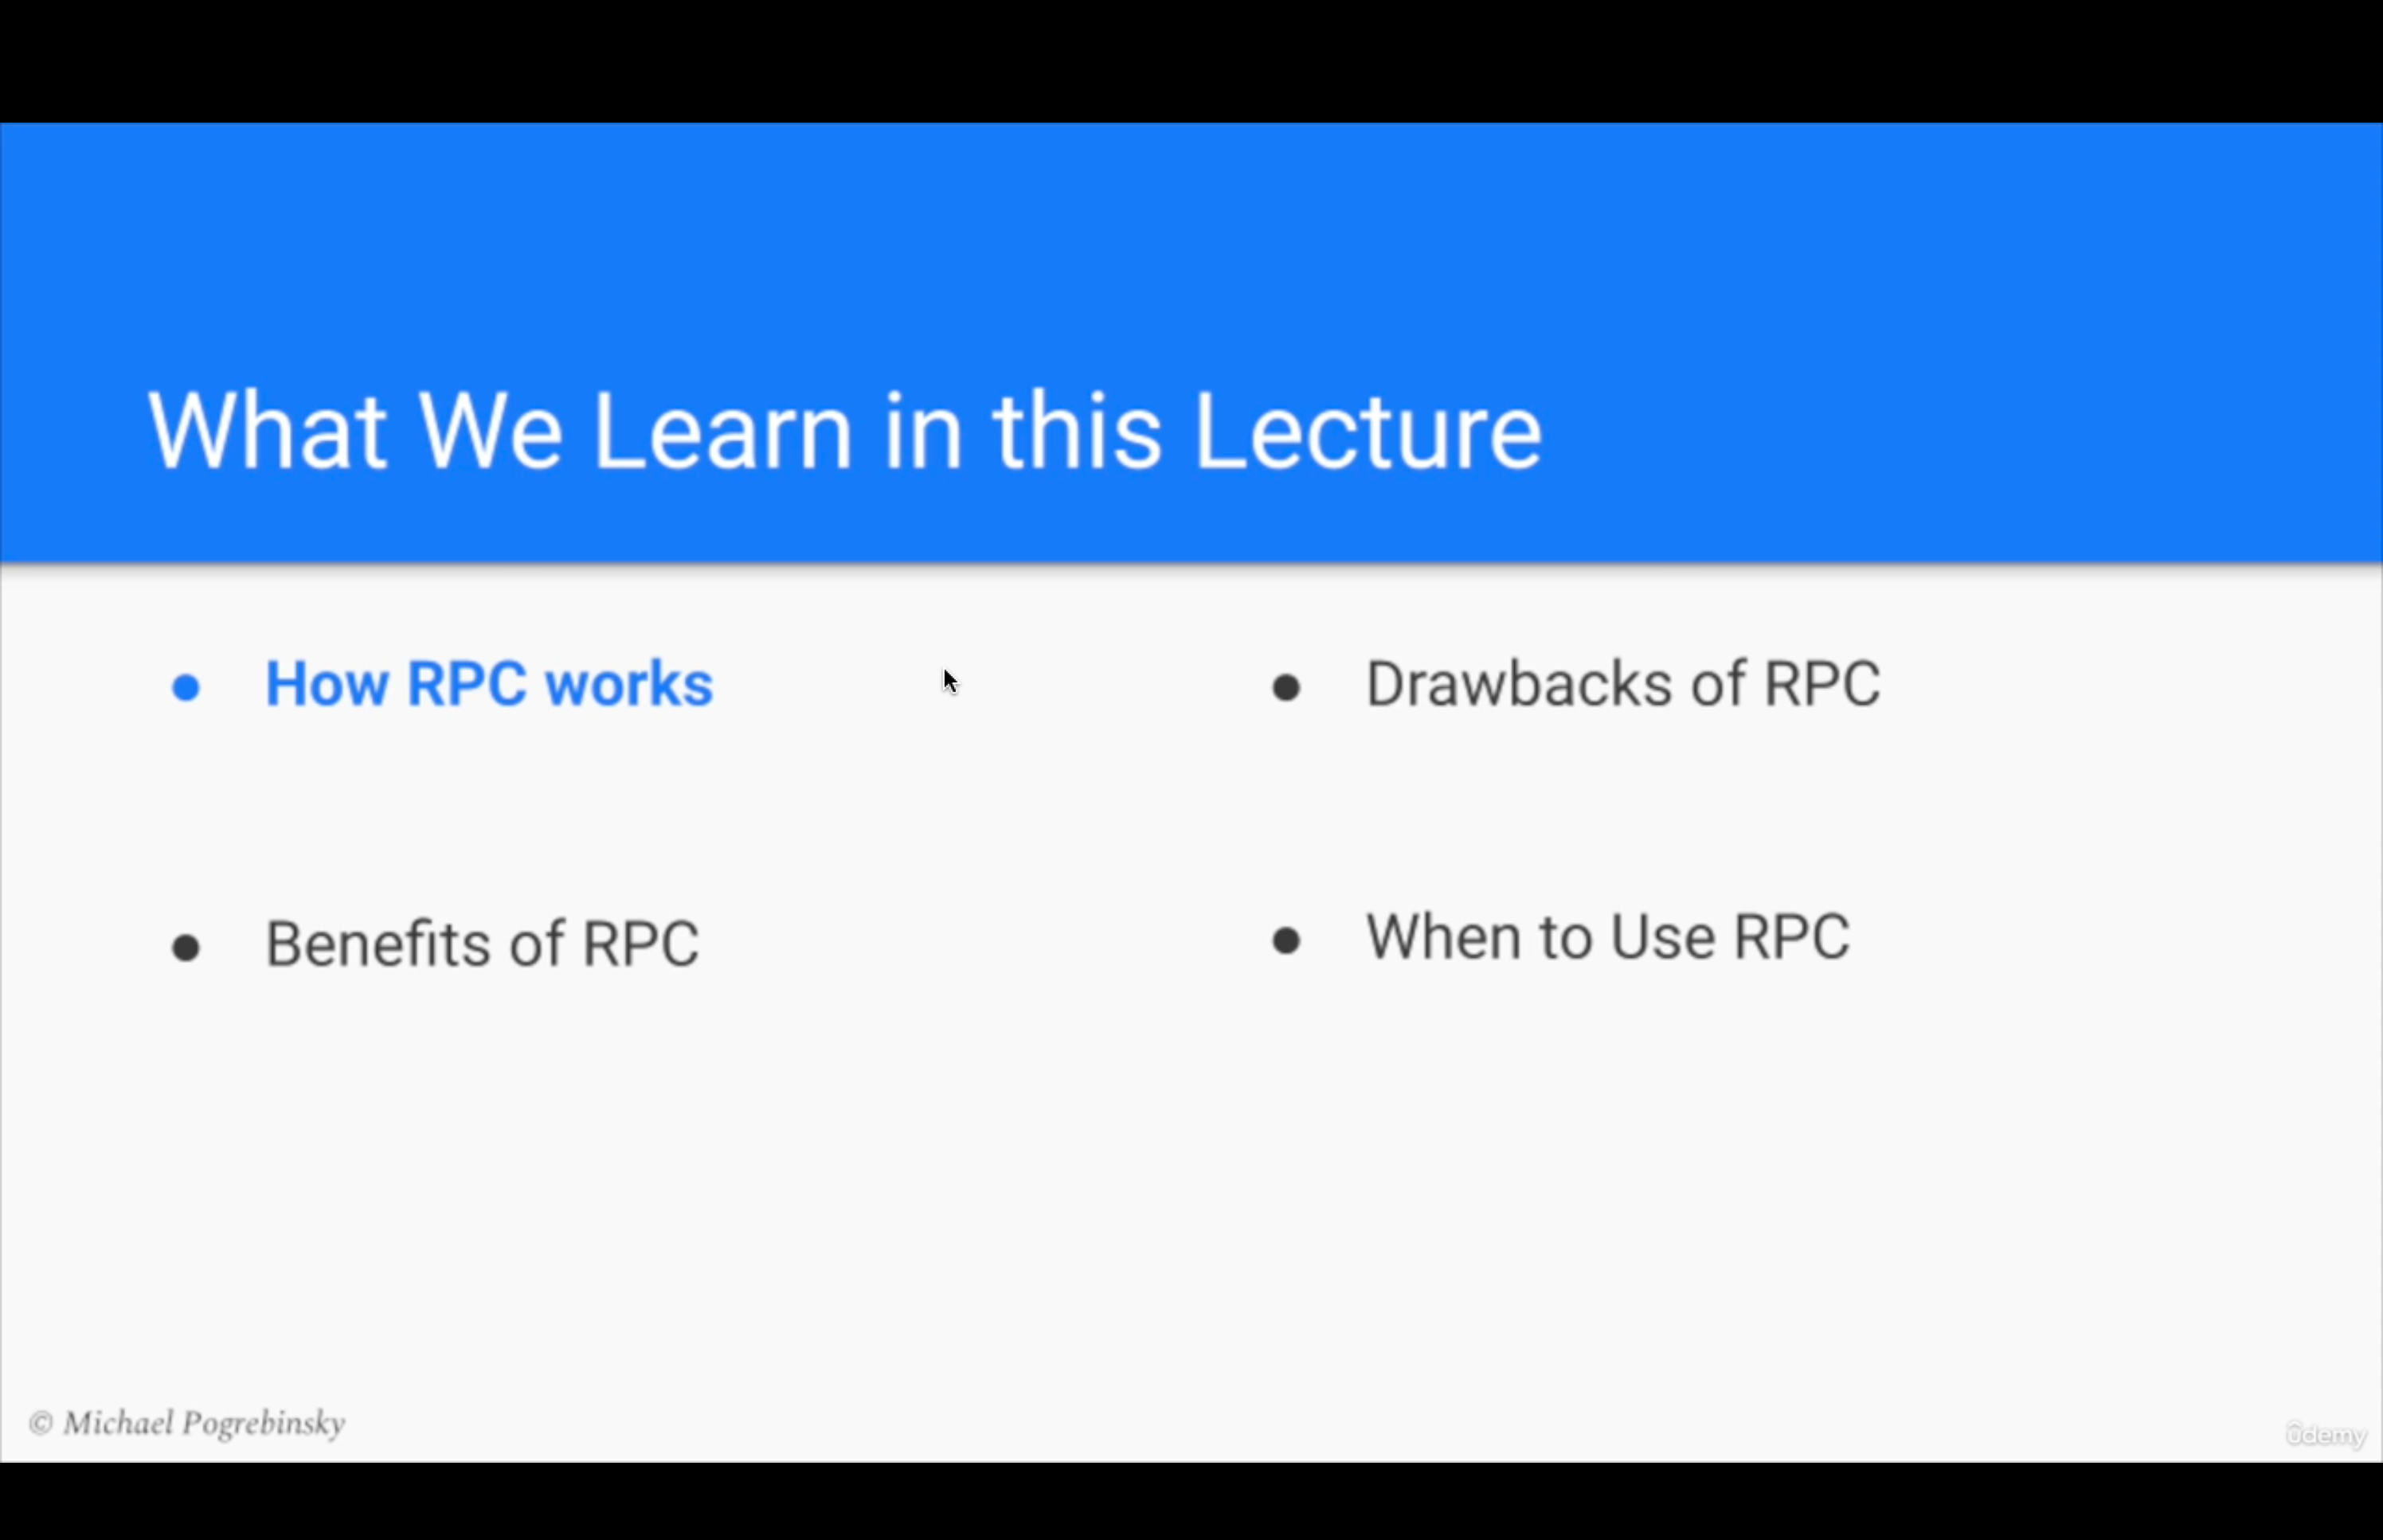 What We Learn in this Lecture
How RPC works
Benefits of RPC
Drawbacks of RPC
When to Use RPC
© Michael Pogrebinsky
ûdemy